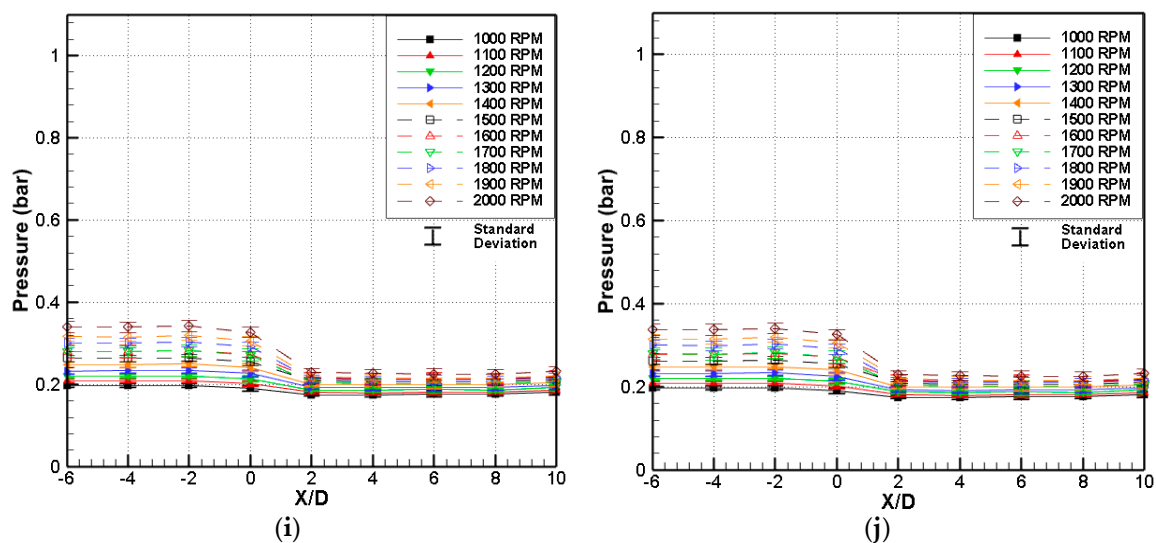 1
0.8
0.6
0.4
0.2
0
Pressure (bar)
-6 -4 -2 0 2 4 6 8 10
X/D
1000 RPM
1100 RPM
1200 RPM
1300 RPM
1400 RPM
1500 RPM
1600 RPM
1700 RPM
1800 RPM
1900 RPM
2000 RPM
Standard
Deviation
(i)
1
0.8
0.6
0.4
0.2
0
Pressure (bar)
-6 -4 -2 0 2 4 6 8 10
X/D
1000 RPM
1100 RPM
1200 RPM
1300 RPM
1400 RPM
1500 RPM
1600 RPM
1700 RPM
1800 RPM
1900 RPM
2000 RPM
Standard
Deviation
(j)